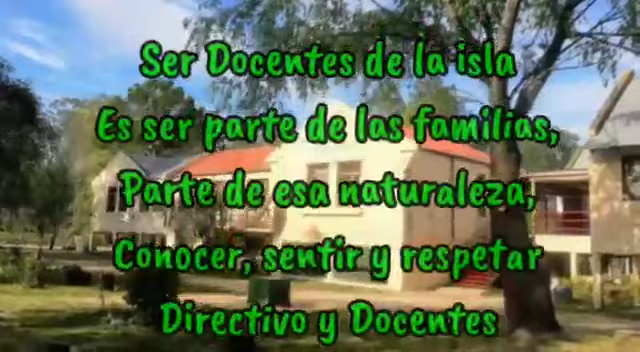 Ser Docentes de la isla
Es ser parte de las familias,
Parte de esa naturaleza,
Conocer, sentir y respetar
Directivo y Docentes